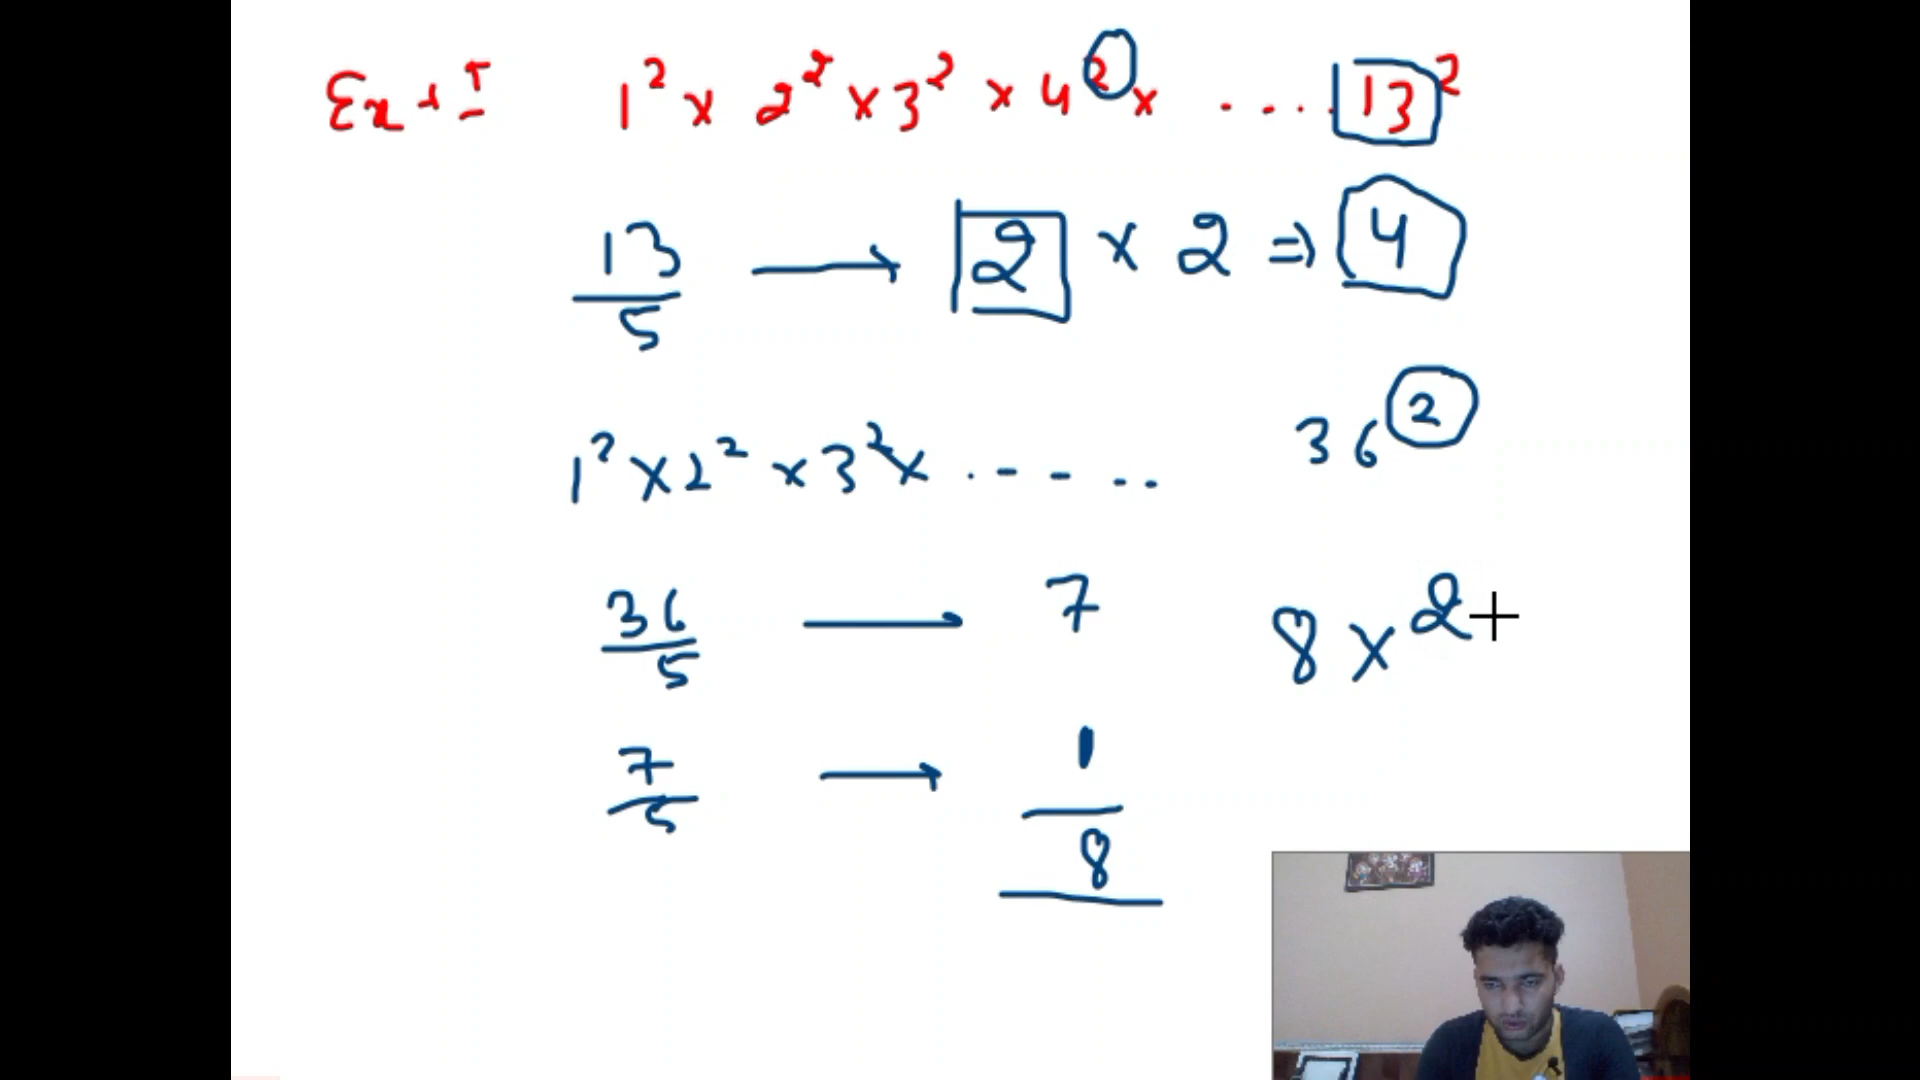 Ex + I 1² x 2² x 3² x 4² x ....13²
13/5 → 2 x 2 ⇒ 4
1² x 2² x 3² x .---.. 36²
36/5 → 7 8 x 2
7/5 → 1
8